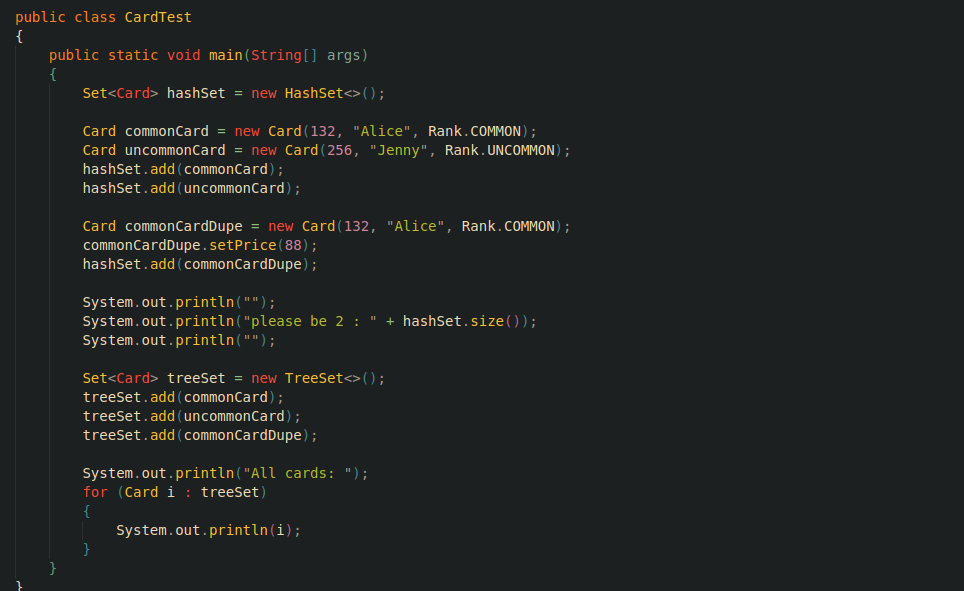 public class CardTest
{
    public static void main(String[] args)
    {
        Set<Card> hashSet = new HashSet<>();

        Card commonCard = new Card(132, "Alice", Rank.COMMON);
        Card uncommonCard = new Card(256, "Jenny", Rank.UNCOMMON);
        hashSet.add(commonCard);
        hashSet.add(uncommonCard);

        Card commonCardDupe = new Card(132, "Alice", Rank.COMMON);
        commonCardDupe.setPrice(88);
        hashSet.add(commonCardDupe);

        System.out.println("");
        System.out.println("please be 2 : " + hashSet.size());
        System.out.println("");

        Set<Card> treeSet = new TreeSet<>();
        treeSet.add(commonCard);
        treeSet.add(uncommonCard);
        treeSet.add(commonCardDupe);

        System.out.println("All cards: ");
        for (Card i : treeSet)
        {
            System.out.println(i);
        }
    }
}